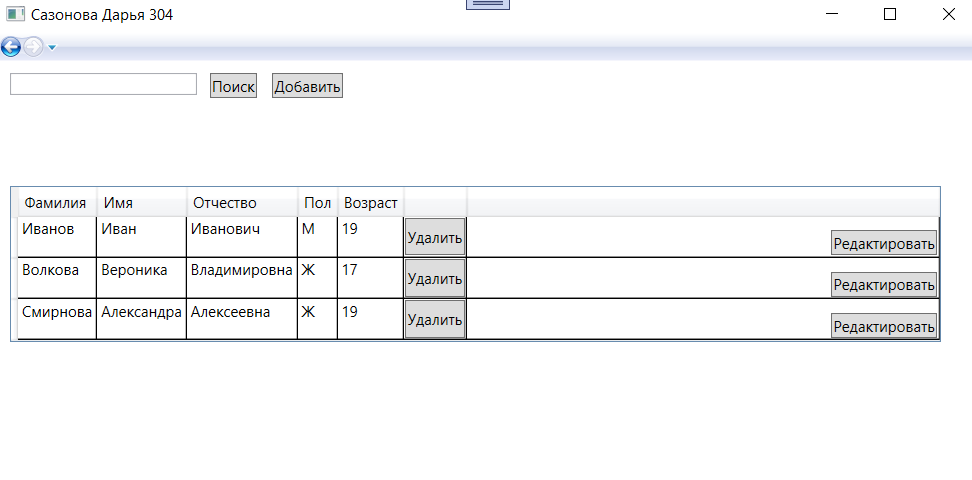 Сазонова Дарья 304
Поиск Добавить
Фамилия Имя Отчество Пол Возраст
Иванов Иван Иванович М 19 Удалить Редактировать
Волкова Вероника Владимировна Ж 17 Удалить Редактировать
Смирнова Александра Алексеевна Ж 19 Удалить Редактировать